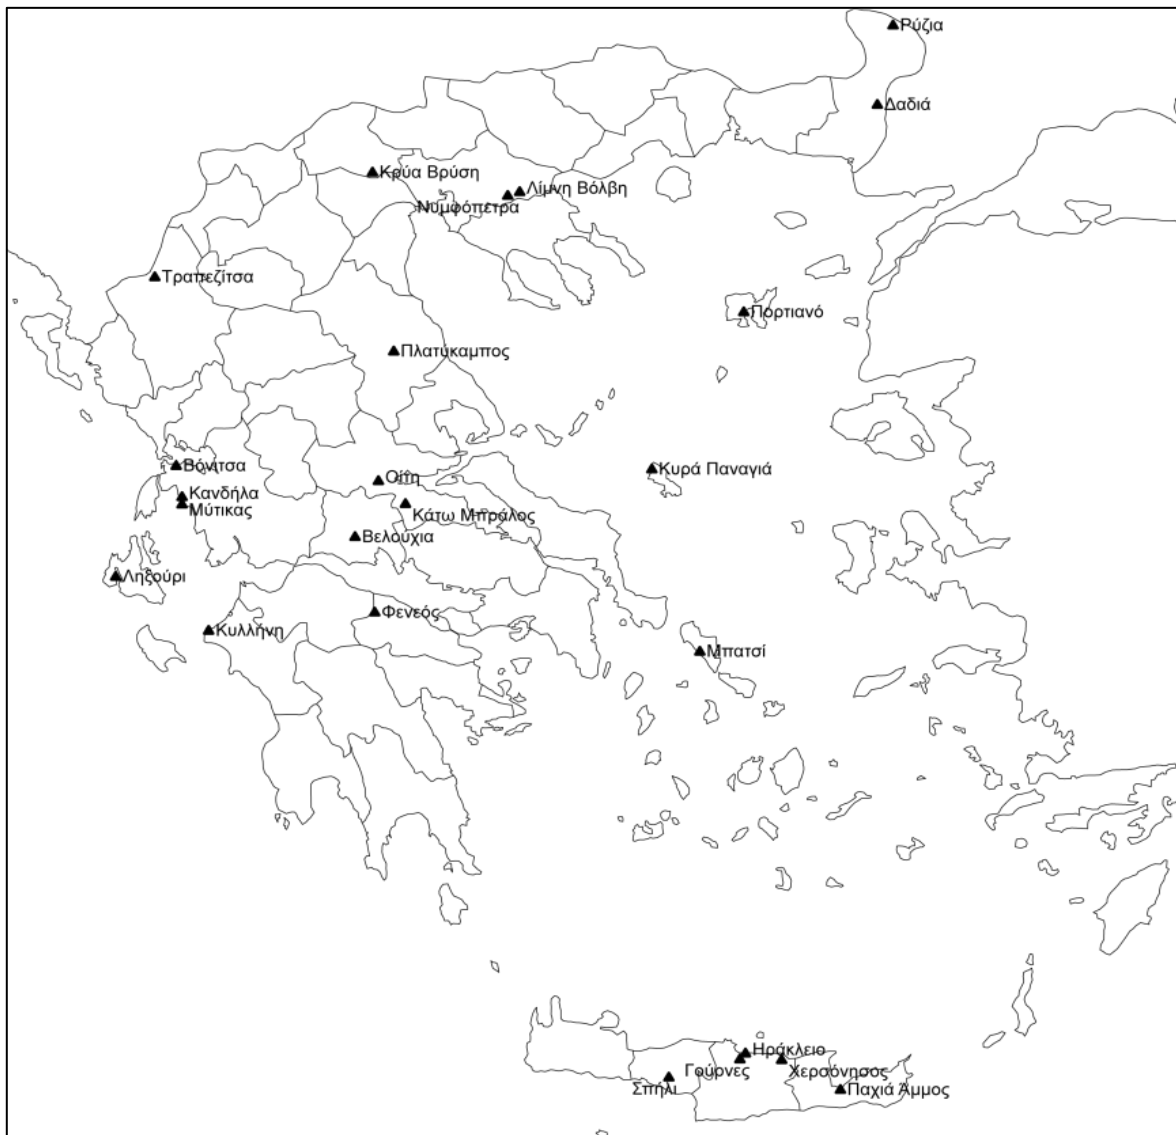 Ρύζια
Δαδιά
Κρύα Βρύση
Λίμνη Βόλβη
Νυμφόπετρα
Τραπεζίτσα
Πορτιανό
Πλατύκαμπος
Βόνιτσα
Κυρά Παναγιά
Οίτη
Κανδήλα
Μύτικας
Κάτω Μπράλος
Βελούχια
Ληξούρι
Φενεός
Κυλλήνη
Μπατσί
Ηράκλειο
Γούρνες
Χερσόνησος
Σπήλι
Παχιά Άμμος